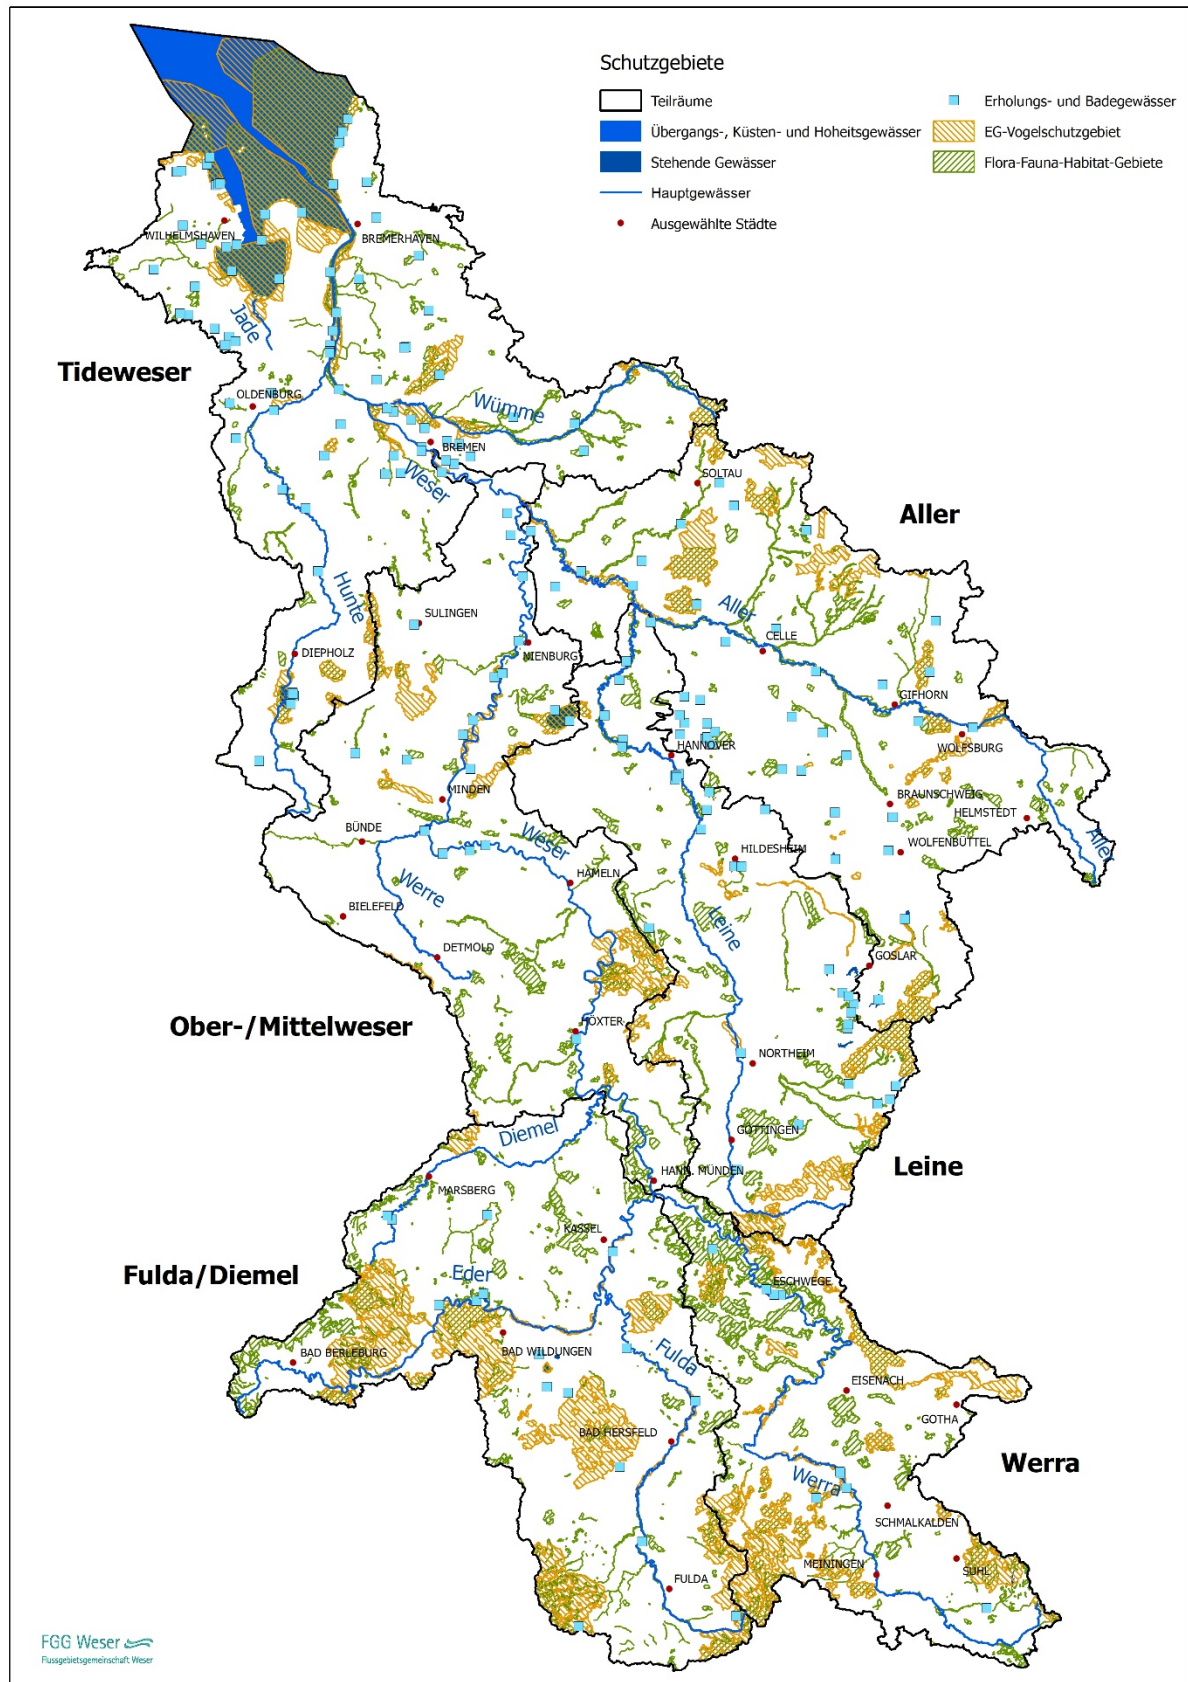 Schutzgebiete
Teilräume
Übergangs-, Küsten- und Hoheitsgewässer
Stehende Gewässer
Hauptgewässer
Ausgewählte Städte
Erholungs- und Badegewässer
EG-Vogelschutzgebiet
Flora-Fauna-Habitat-Gebiete
WILHELMSHAVEN
BREMERHAVEN
Jade
Tideweser
OLDENBURG
Wümme
BREMEN
Weser
SOLTAU
Aller
Hunte
SULINGEN
Aller
CELLE
DIEPHOLZ
NIENBURG
GIFHORN
HANNOVER
WOLFSBURG
MINDEN
BRAUNSCHWEIG
HELMSTEDT
BÜNDE
Weser
HILDESHEIM
WOLFENBÜTTEL
Aller
Werre
HAMELN
BIELEFELD
Leine
DETMOLD
GOSLAR
Ober-/Mittelweser
HÖXTER
NORTHEIM
Diemel
GÖTTINGEN
Leine
MARSBERG
HANN. MÜNDEN
KASSEL
Fulda/Diemel
Eder
ESCHWEGE
BAD BERLEBURG
BAD WILDUNGEN
Fulda
EISENACH
GOTHA
BAD HERSFELD
Werra
Werra
SCHMALKALDEN
MEININGEN
SUHL
FULDA
FGG Weser
Flussgebietsgemeinschaft Weser